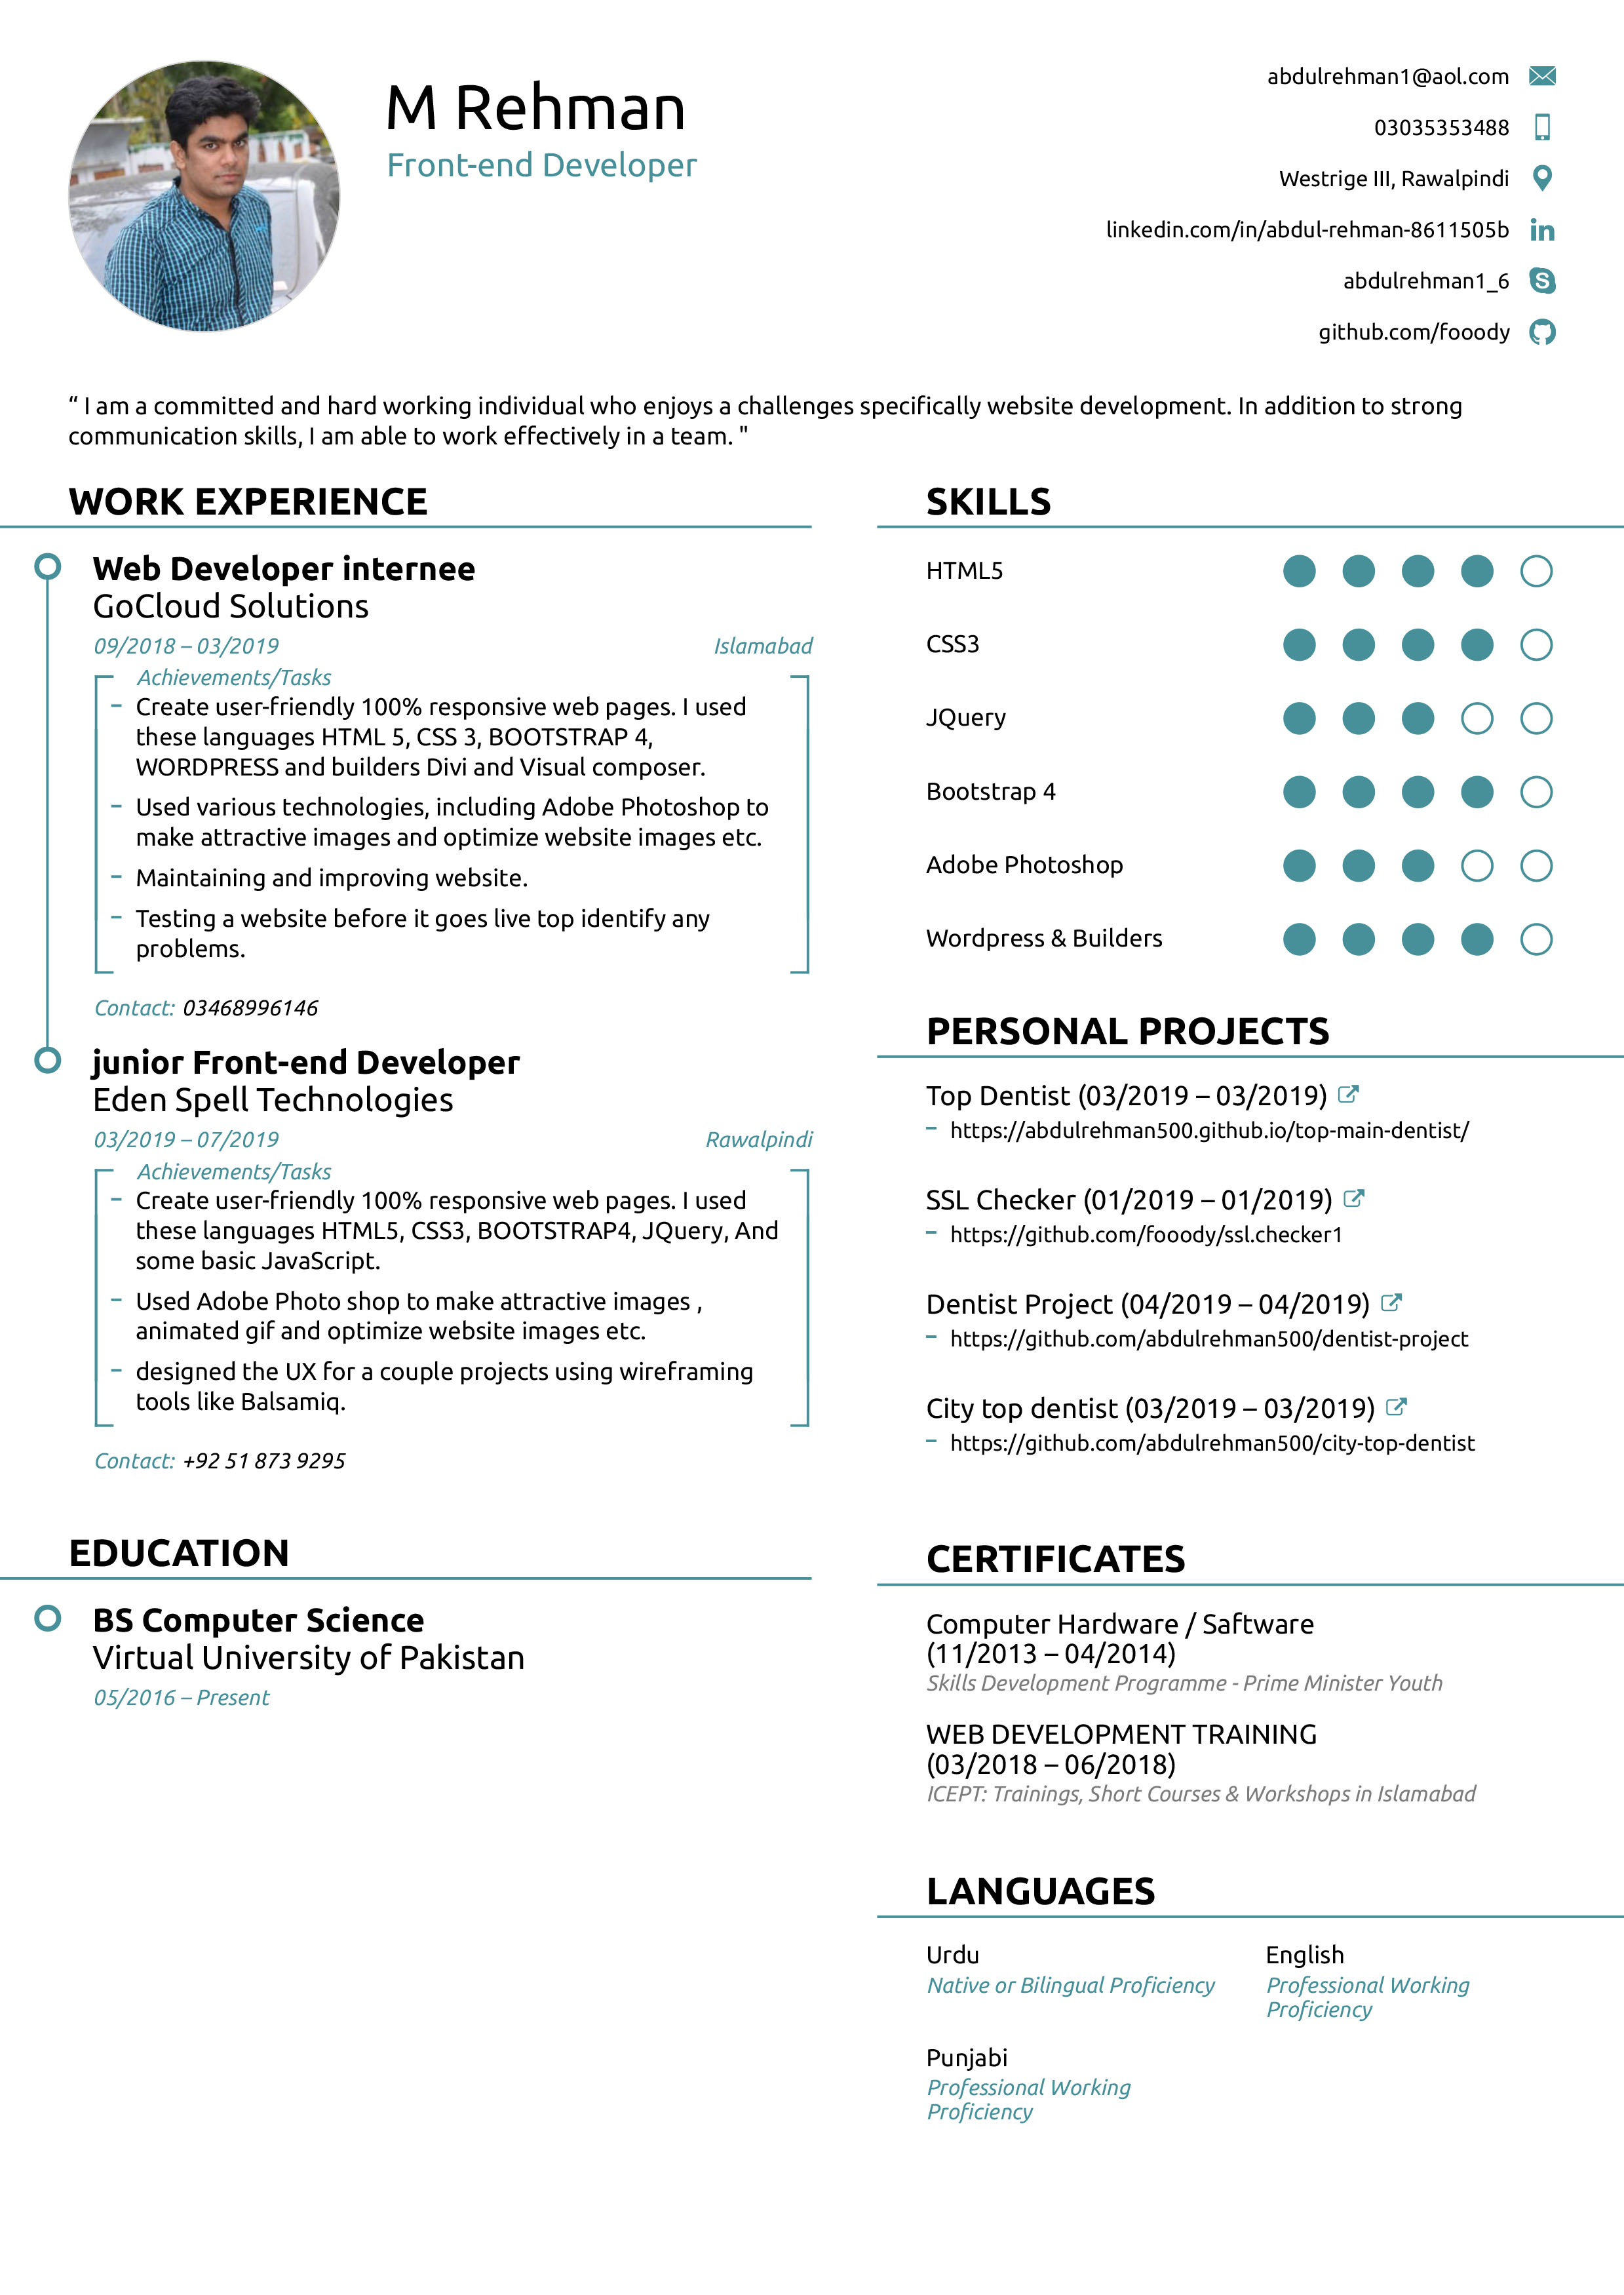 M Rehman
Front-end Developer
abdulrehman1@aol.com
03035353488
Westrige III, Rawalpindi
linkedin.com/in/abdul-rehman-8611505b
abdulrehman1_6
github.com/fooody
“ I am a committed and hard working individual who enjoys a challenges specifically website development. In addition to strong
communication skills, I am able to work effectively in a team. "
WORK EXPERIENCE
Web Developer internee
GoCloud Solutions
09/2018 – 03/2019 Islamabad
Achievements/Tasks
– Create user-friendly 100% responsive web pages. I used
these languages HTML 5, CSS 3, BOOTSTRAP 4,
WORDPRESS and builders Divi and Visual composer.
– Used various technologies, including Adobe Photoshop to
make attractive images and optimize website images etc.
– Maintaining and improving website.
– Testing a website before it goes live top identify any
problems.
Contact: 03468996146
junior Front-end Developer
Eden Spell Technologies
03/2019 – 07/2019 Rawalpindi
Achievements/Tasks
– Create user-friendly 100% responsive web pages. I used
these languages HTML5, CSS3, BOOTSTRAP4, JQuery, And
some basic JavaScript.
– Used Adobe Photo shop to make attractive images ,
animated gif and optimize website images etc.
– designed the UX for a couple projects using wireframing
tools like Balsamiq.
Contact: +92 51 873 9295
EDUCATION
BS Computer Science
Virtual University of Pakistan
05/2016 – Present
SKILLS
HTML5
CSS3
JQuery
Bootstrap 4
Adobe Photoshop
Wordpress & Builders
PERSONAL PROJECTS
Top Dentist (03/2019 – 03/2019)
– https://abdulrehman500.github.io/top-main-dentist/
SSL Checker (01/2019 – 01/2019)
– https://github.com/fooody/ssl.checker1
Dentist Project (04/2019 – 04/2019)
– https://github.com/abdulrehman500/dentist-project
City top dentist (03/2019 – 03/2019)
– https://github.com/abdulrehman500/city-top-dentist
CERTIFICATES
Computer Hardware / Saftware
(11/2013 – 04/2014)
Skills Development Programme - Prime Minister Youth
WEB DEVELOPMENT TRAINING
(03/2018 – 06/2018)
ICEPT: Trainings, Short Courses & Workshops in Islamabad
LANGUAGES
Urdu
Native or Bilingual Proficiency
English
Professional Working
Proficiency
Punjabi
Professional Working
Proficiency